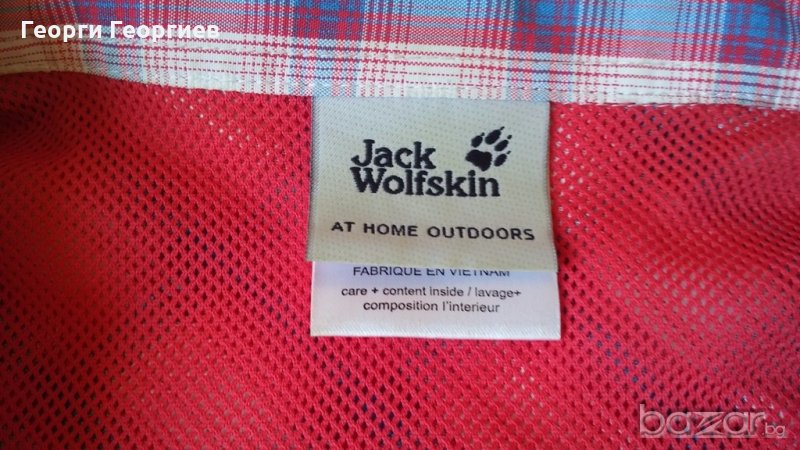 Георги Георгиев
Jack
Wolfskin
AT HOME OUTDOORS
FABRIQUE EN VIETNAM
care + content inside / lavage+
composition l'interieur
bazar.bg